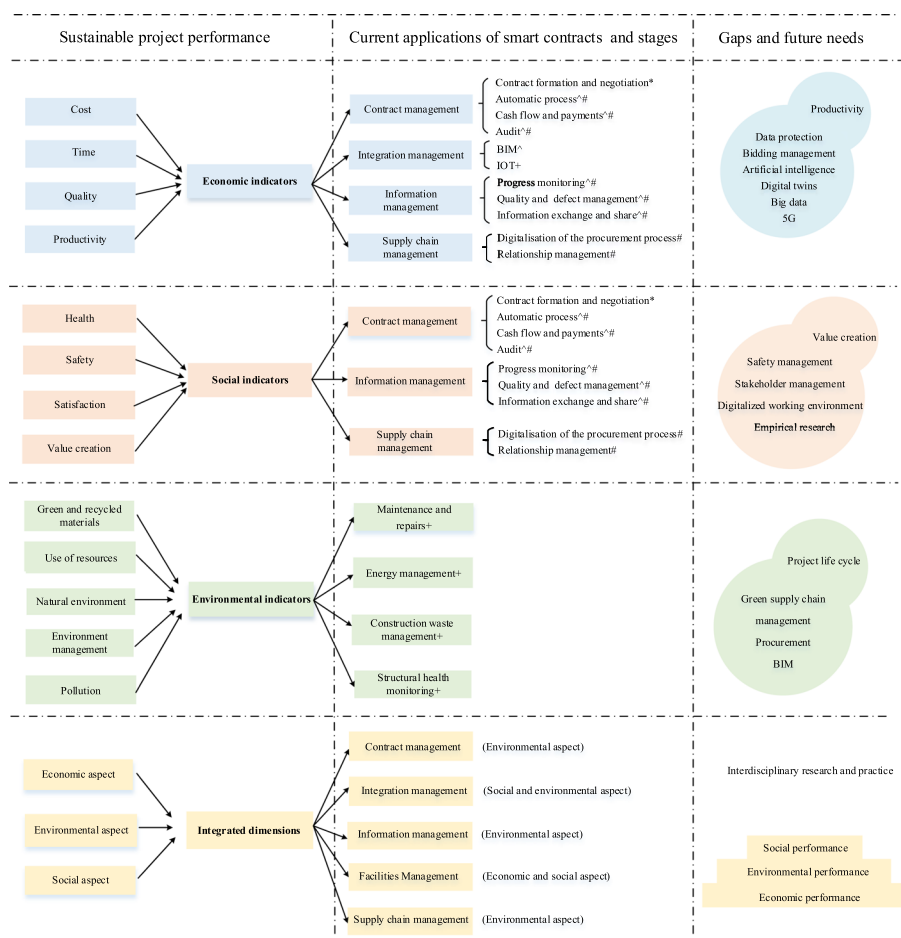 Sustainable project performance
Current applications of smart contracts and stages
Gaps and future needs
Cost
Time
Quality
Productivity
Economic indicators
Contract management
Contract formation and negotiation*
Automatic process^#
Cash flow and payments^#
Audit^#
Integration management
BIM^
IOT+
Information
management
Progress monitoring^#
Quality and defect management^#
Information exchange and share^#
Supply chain
management
Digitalisation of the procurement process#
Relationship management#
Productivity
Data protection
Bidding management
Artificial intelligence
Digital twins
Big data
5G
Health
Safety
Satisfaction
Value creation
Social indicators
Contract management
Contract formation and negotiation*
Automatic process^#
Cash flow and payments^#
Audit^#
Information management
Progress monitoring^#
Quality and defect management^#
Information exchange and share^#
Supply chain
management
Digitalisation of the procurement process#
Relationship management#
Value creation
Safety management
Stakeholder management
Digitalized working environment
Empirical research
Green and recycled
materials
Use of resources
Natural environment
Environment
management
Pollution
Environmental indicators
Maintenance and
repairs+
Energy management+
Construction waste
management+
Structural health
monitoring+
Project life cycle
Green supply chain
management
Procurement
BIM
Economic aspect
Environmental aspect
Social aspect
Integrated dimensions
Contract management
(Environmental aspect)
Integration management
(Social and environmental aspect)
Information management
(Environmental aspect)
Facilities Management
(Economic and social aspect)
Supply chain management
(Environmental aspect)
Interdisciplinary research and practice
Social performance
Environmental performance
Economic performance